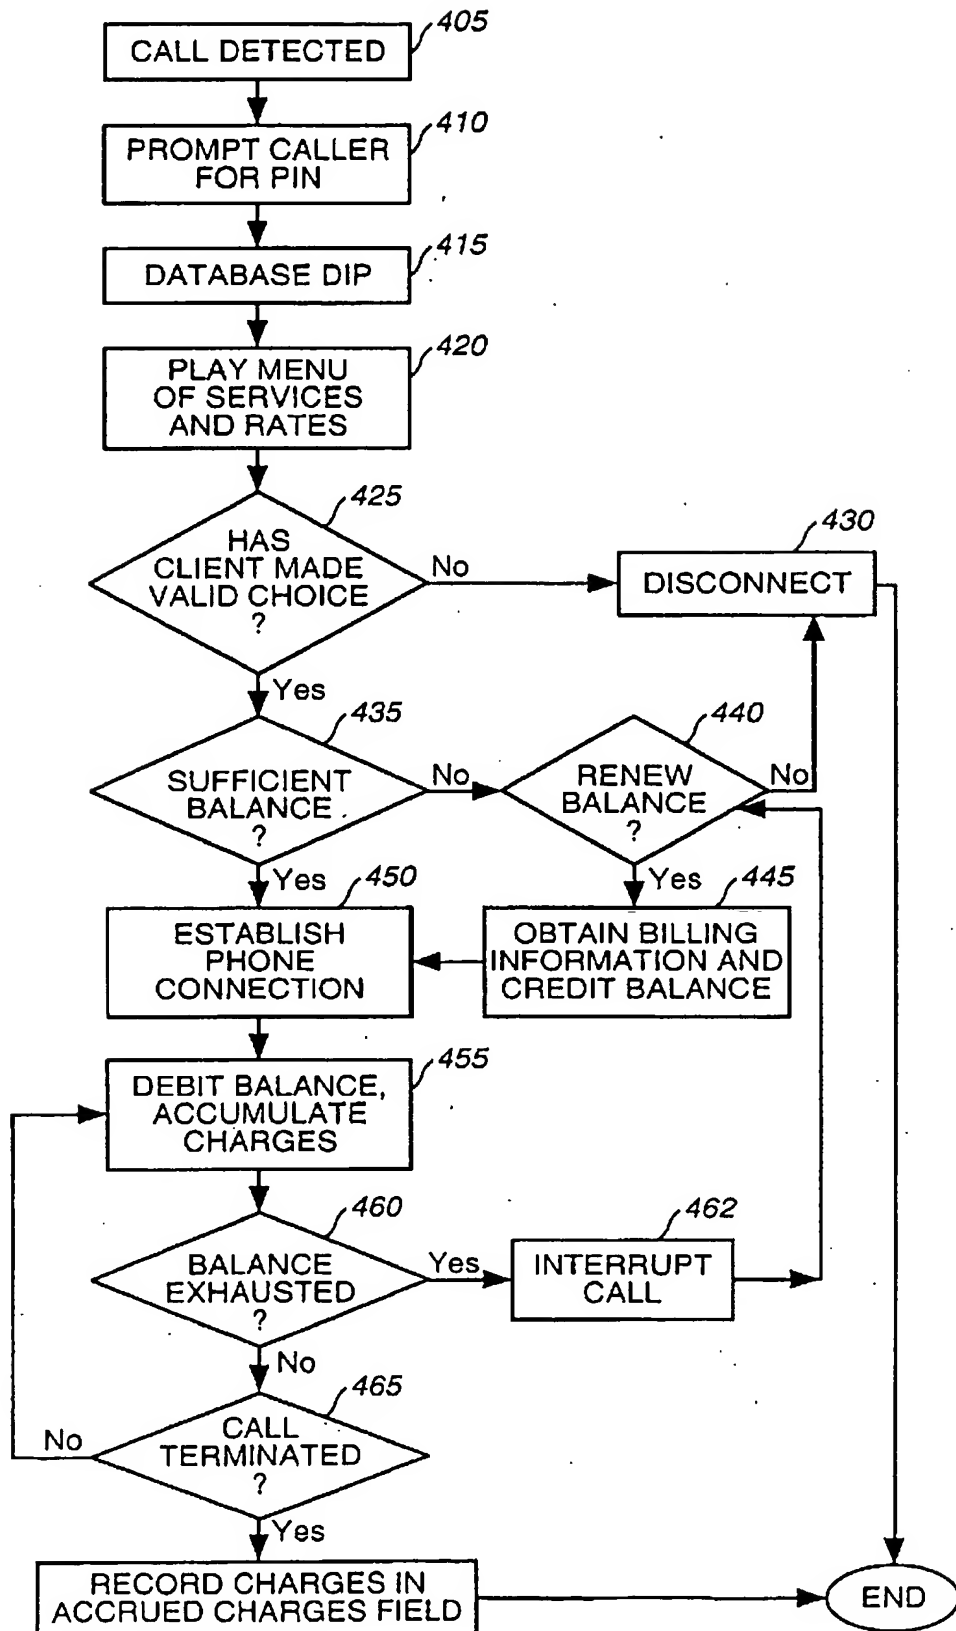 405
CALL DETECTED
410
PROMPT CALLER
FOR PIN
415
DATABASE DIP
420
PLAY MENU
OF SERVICES
AND RATES
425
HAS
CLIENT MADE
VALID CHOICE
?
No
430
DISCONNECT
Yes
435
SUFFICIENT
BALANCE
?
No
440
RENEW
BALANCE
?
No
Yes
450
ESTABLISH
PHONE
CONNECTION
Yes
445
OBTAIN BILLING
INFORMATION AND
CREDIT BALANCE
455
DEBIT BALANCE,
ACCUMULATE
CHARGES
460
BALANCE
EXHAUSTED
?
Yes
462
INTERRUPT
CALL
No
465
CALL
TERMINATED
?
No
Yes
RECORD CHARGES IN
ACCRUED CHARGES FIELD
END